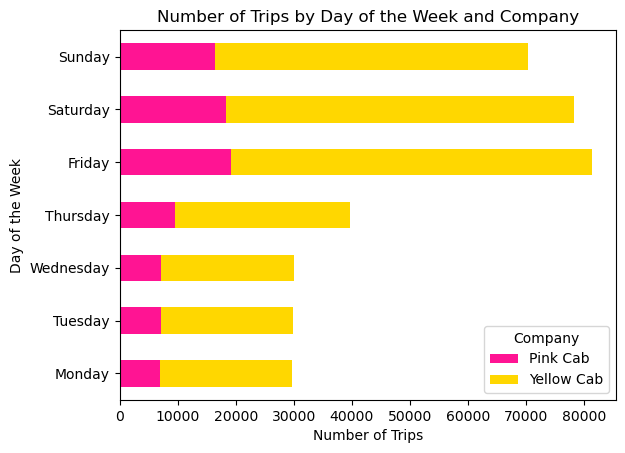 Number of Trips by Day of the Week and Company
Day of the Week
Sunday
Saturday
Friday
Thursday
Wednesday
Tuesday
Monday
Company
Pink Cab
Yellow Cab
0 10000 20000 30000 40000 50000 60000 70000 80000
Number of Trips